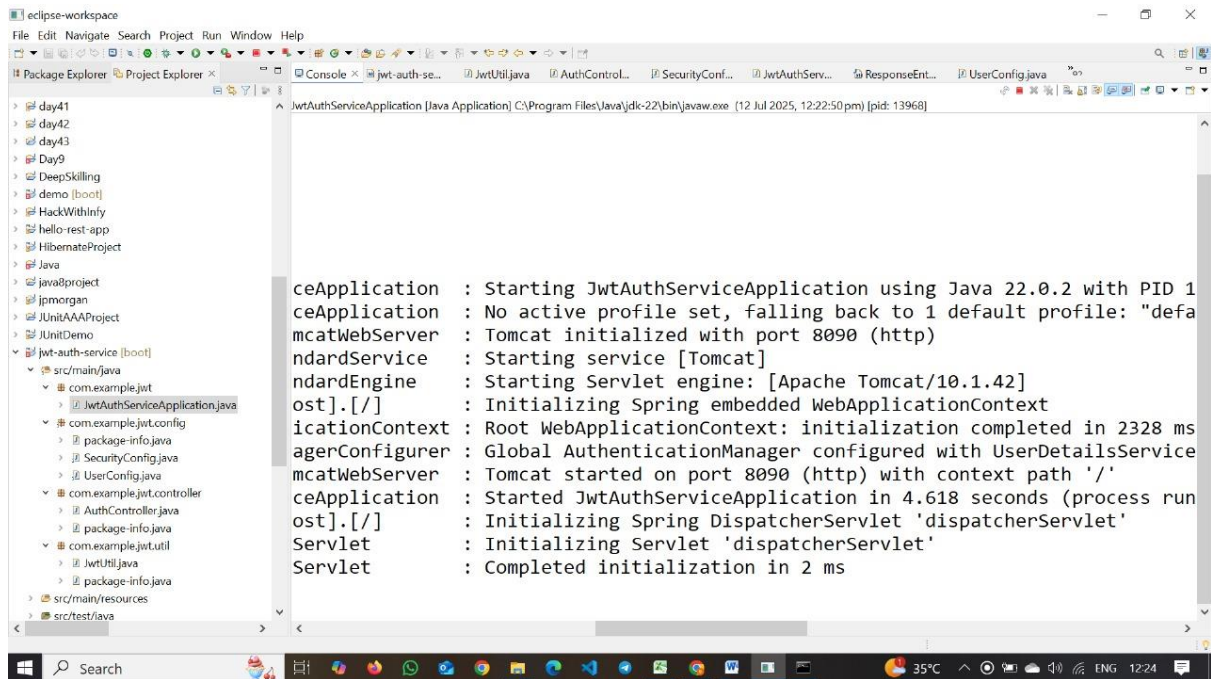 eclipse-workspace
File Edit Navigate Search Project Run Window Help
Package Explorer Project Explorer ×
Console × jwt-auth-se... JwtUtil.java AuthControl... SecurityConf... JwtAuthServ... ResponseEnt... UserConfig.java
JwtAuthServiceApplication [Java Application] C:\Program Files\Java\jdk-22\bin\javaw.exe (12 Jul 2025, 12:22:50 pm) [pid: 13968]
day41
day42
day43
Day9
DeepSkilling
demo [boot]
HackWithInfy
hello-rest-app
HibernateProject
Java
java8project
jpmorgan
JUnitAAAProject
JUnitDemo
jwt-auth-service [boot]
src/main/java
com.example.jwt
JwtAuthServiceApplication.java
com.example.jwt.config
package-info.java
SecurityConfig.java
UserConfig.java
com.example.jwt.controller
AuthController.java
package-info.java
com.example.jwt.util
JwtUtil.java
package-info.java
src/main/resources
src/test/java
ceApplication : Starting JwtAuthServiceApplication using Java 22.0.2 with PID 1
ceApplication : No active profile set, falling back to 1 default profile: "defa
mcatWebServer : Tomcat initialized with port 8090 (http)
ndardService : Starting service [Tomcat]
ndardEngine : Starting Servlet engine: [Apache Tomcat/10.1.42]
ost].[/] : Initializing Spring embedded WebApplicationContext
icationContext : Root WebApplicationContext: initialization completed in 2328 ms
agerConfigurer : Global AuthenticationManager configured with UserDetailsService
mcatWebServer : Tomcat started on port 8090 (http) with context path '/'
ceApplication : Started JwtAuthServiceApplication in 4.618 seconds (process run
ost].[/] : Initializing Spring DispatcherServlet 'dispatcherServlet'
Servlet : Initializing Servlet 'dispatcherServlet'
Servlet : Completed initialization in 2 ms
Search
35°C ENG 12:24